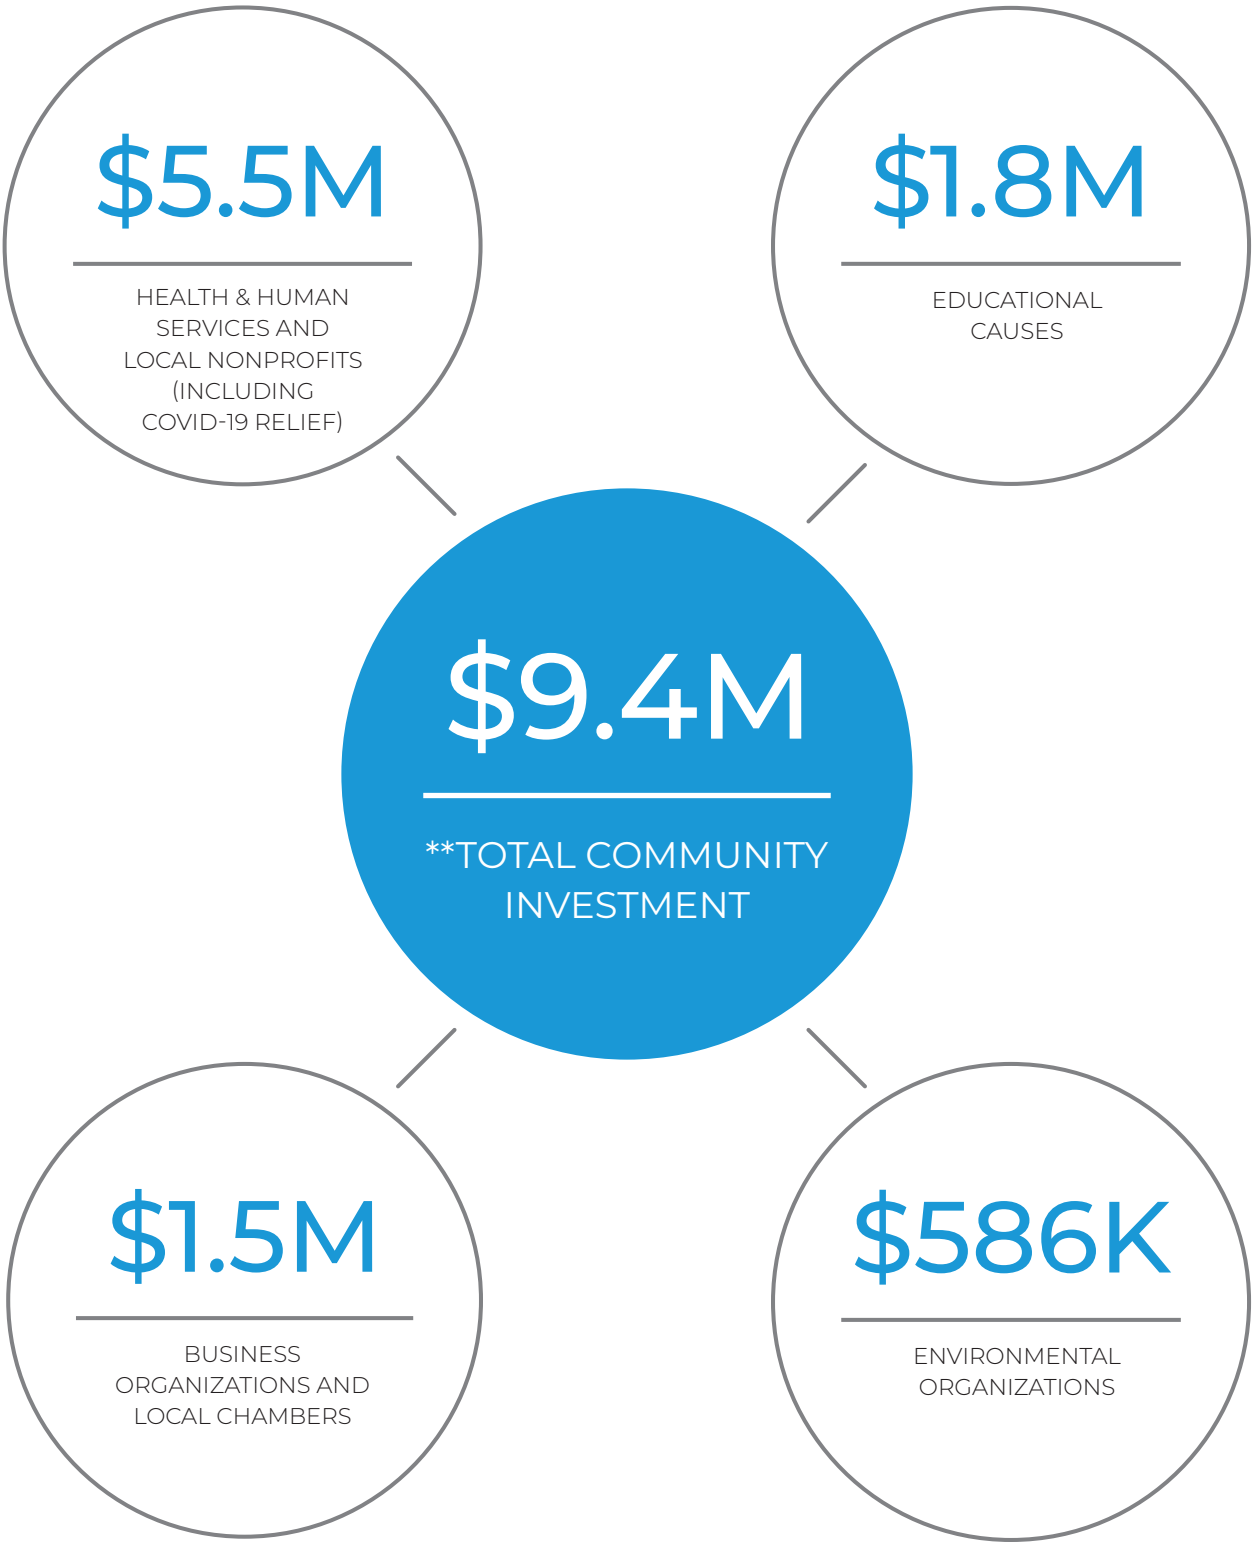 $5.5M
HEALTH & HUMAN
SERVICES AND
LOCAL NONPROFITS
(INCLUDING
COVID-19 RELIEF)
$1.8M
EDUCATIONAL
CAUSES
$9.4M
**TOTAL COMMUNITY
INVESTMENT
$1.5M
BUSINESS
ORGANIZATIONS AND
LOCAL CHAMBERS
$586K
ENVIRONMENTAL
ORGANIZATIONS